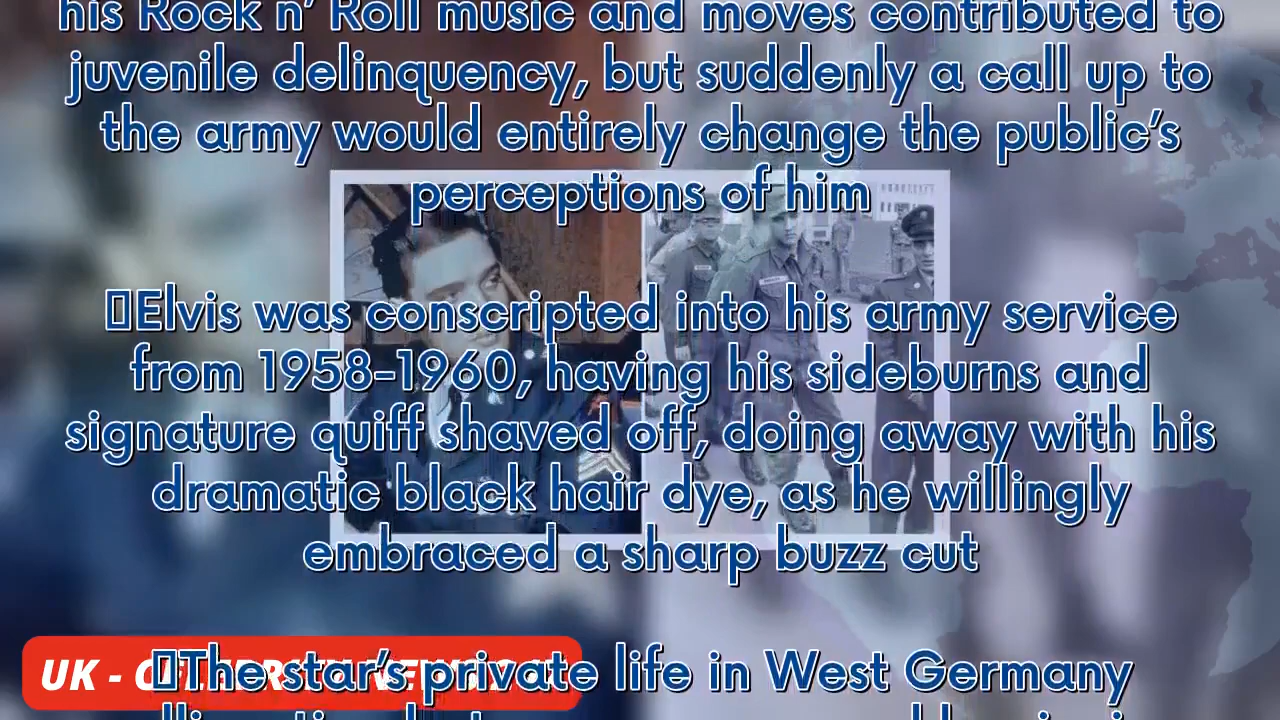 his Rock n’ Roll music and moves contributed to
juvenile delinquency, but suddenly a call up to
the army would entirely change the public’s
perceptions of him
Elvis was conscripted into his army service
from 1958-1960, having his sideburns and
signature quiff shaved off, doing away with his
dramatic black hair dye, as he willingly
embraced a sharp buzz cut
The star’s private life in West Germany
UK -